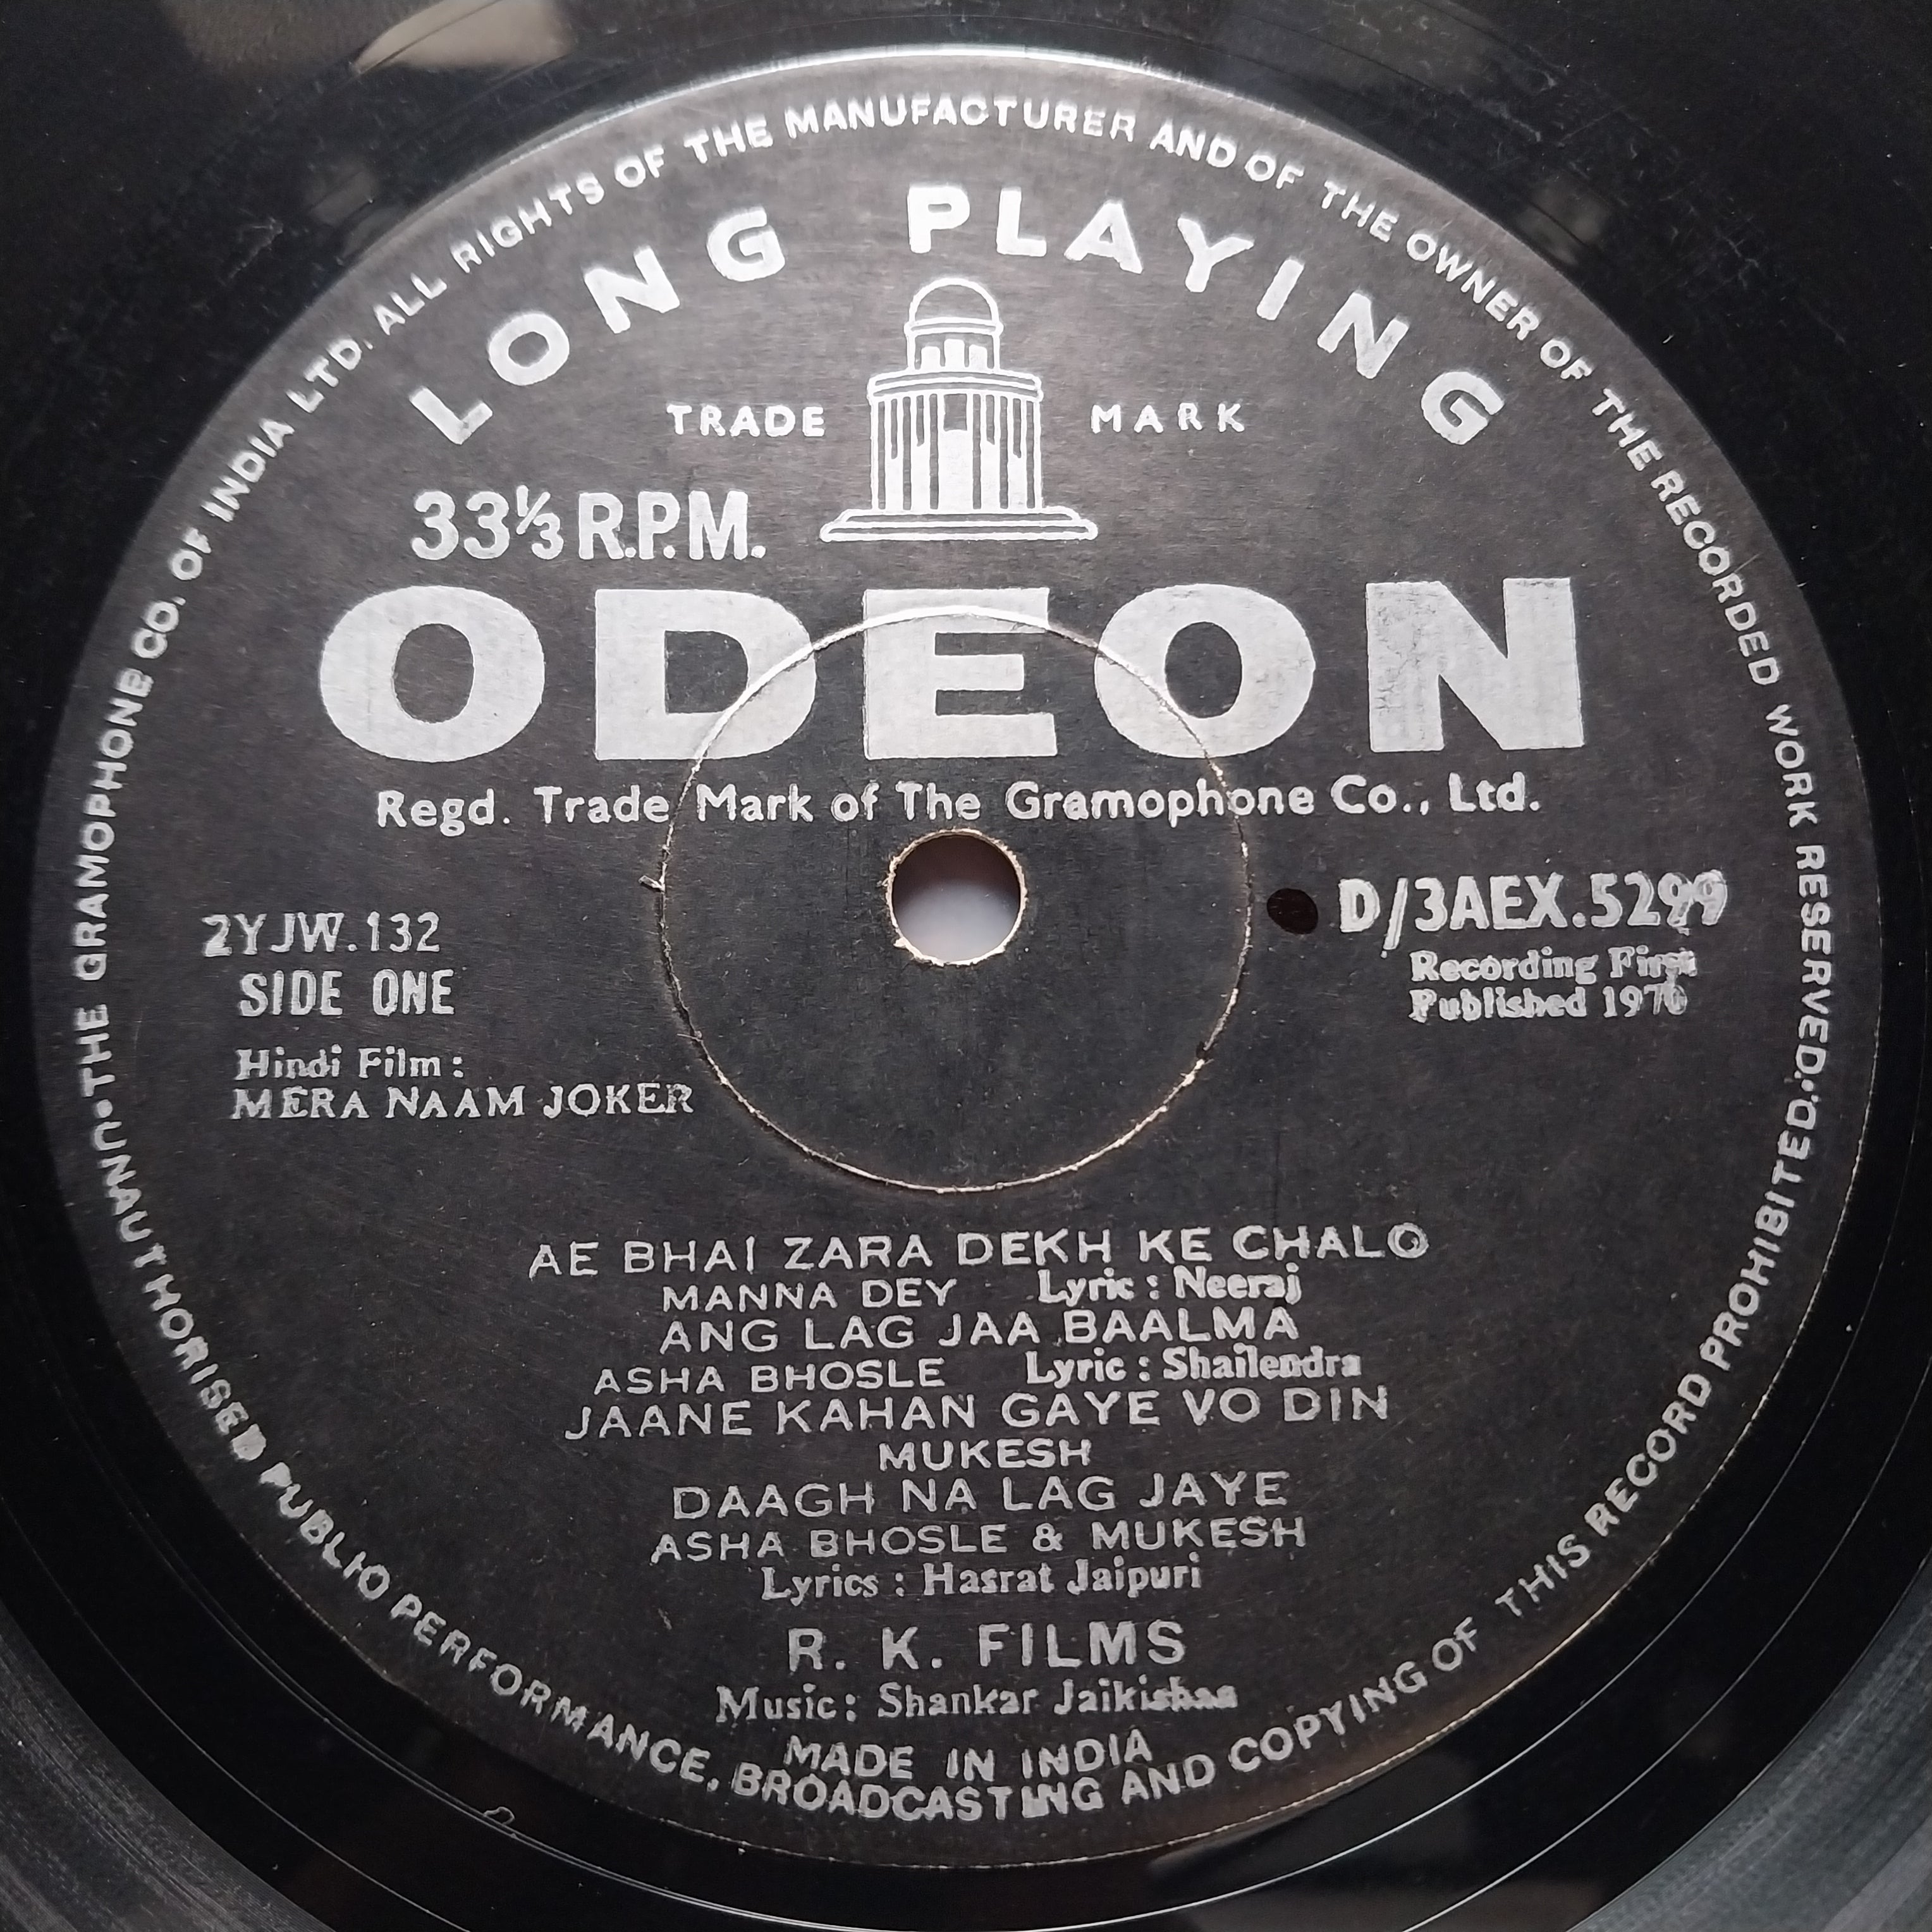 THE GRAMOPHONE CO. OF INDIA LTD. ALL RIGHTS OF THE MANUFACTURER AND OF THE OWNER OF THE RECORDED WORK RESERVED.
UNAUTHORISED PUBLIC PERFORMANCE, BROADCASTING AND COPYING OF THIS RECORD PROHIBITED.
LONG PLAYING
TRADE MARK
33⅓ R.P.M.
ODEON
Regd. Trade Mark of The Gramophone Co., Ltd.
2YJW.132
SIDE ONE
Hindi Film:
MERA NAAM JOKER
D/3AEX.5299
Recording First
Published 1970
AE BHAI ZARA DEKH KE CHALO
MANNA DEY Lyric : Neeraj
ANG LAG JAA BAALMA
ASHA BHOSLE Lyric : Shailendra
JAANE KAHAN GAYE VO DIN
MUKESH
DAAGH NA LAG JAYE
ASHA BHOSLE & MUKESH
Lyrics : Hasrat Jaipuri
R. K. FILMS
Music: Shankar Jaikishan
MADE IN INDIA